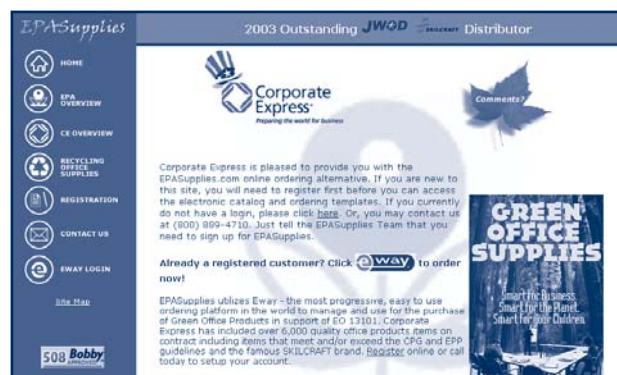 EPASupplies
2003 Outstanding JWOD SKILCRAFT Distributor
HOME
EPA
OVERVIEW
CE OVERVIEW
RECYCLING
OFFICE
SUPPLIES
REGISTRATION
CONTACT US
EWAY LOGIN
Site Map
508 Bobby
APPROVED
Corporate
Express
Preparing the world for business
Comments?
Corporate Express is pleased to provide you with the
EPASupplies.com online ordering alternative. If you are new to
this site, you will need to register first before you can access
the electronic catalog and ordering templates. If you currently
do not have a login, please click here. Or, you may contact us
at (800) 889-4710. Just tell the EPASupplies Team that you
need to sign up for EPASupplies.
Already a registered customer? Click eway to order
now!
EPASupplies utilizes Eway - the most progressive, easy to use
ordering platform in the world to manage and use for the purchase
of Green Office Products in support of EO 13101. Corporate
Express has included over 6,000 quality office products items on
contract including items that meet and/or exceed the CPG and EPP
guidelines and the famous SKILCRAFT brand. Register online or call
today to setup your account.
GREEN
OFFICE
SUPPLIES
Smart for Business.
Smart for the Planet.
Smart for your Children.